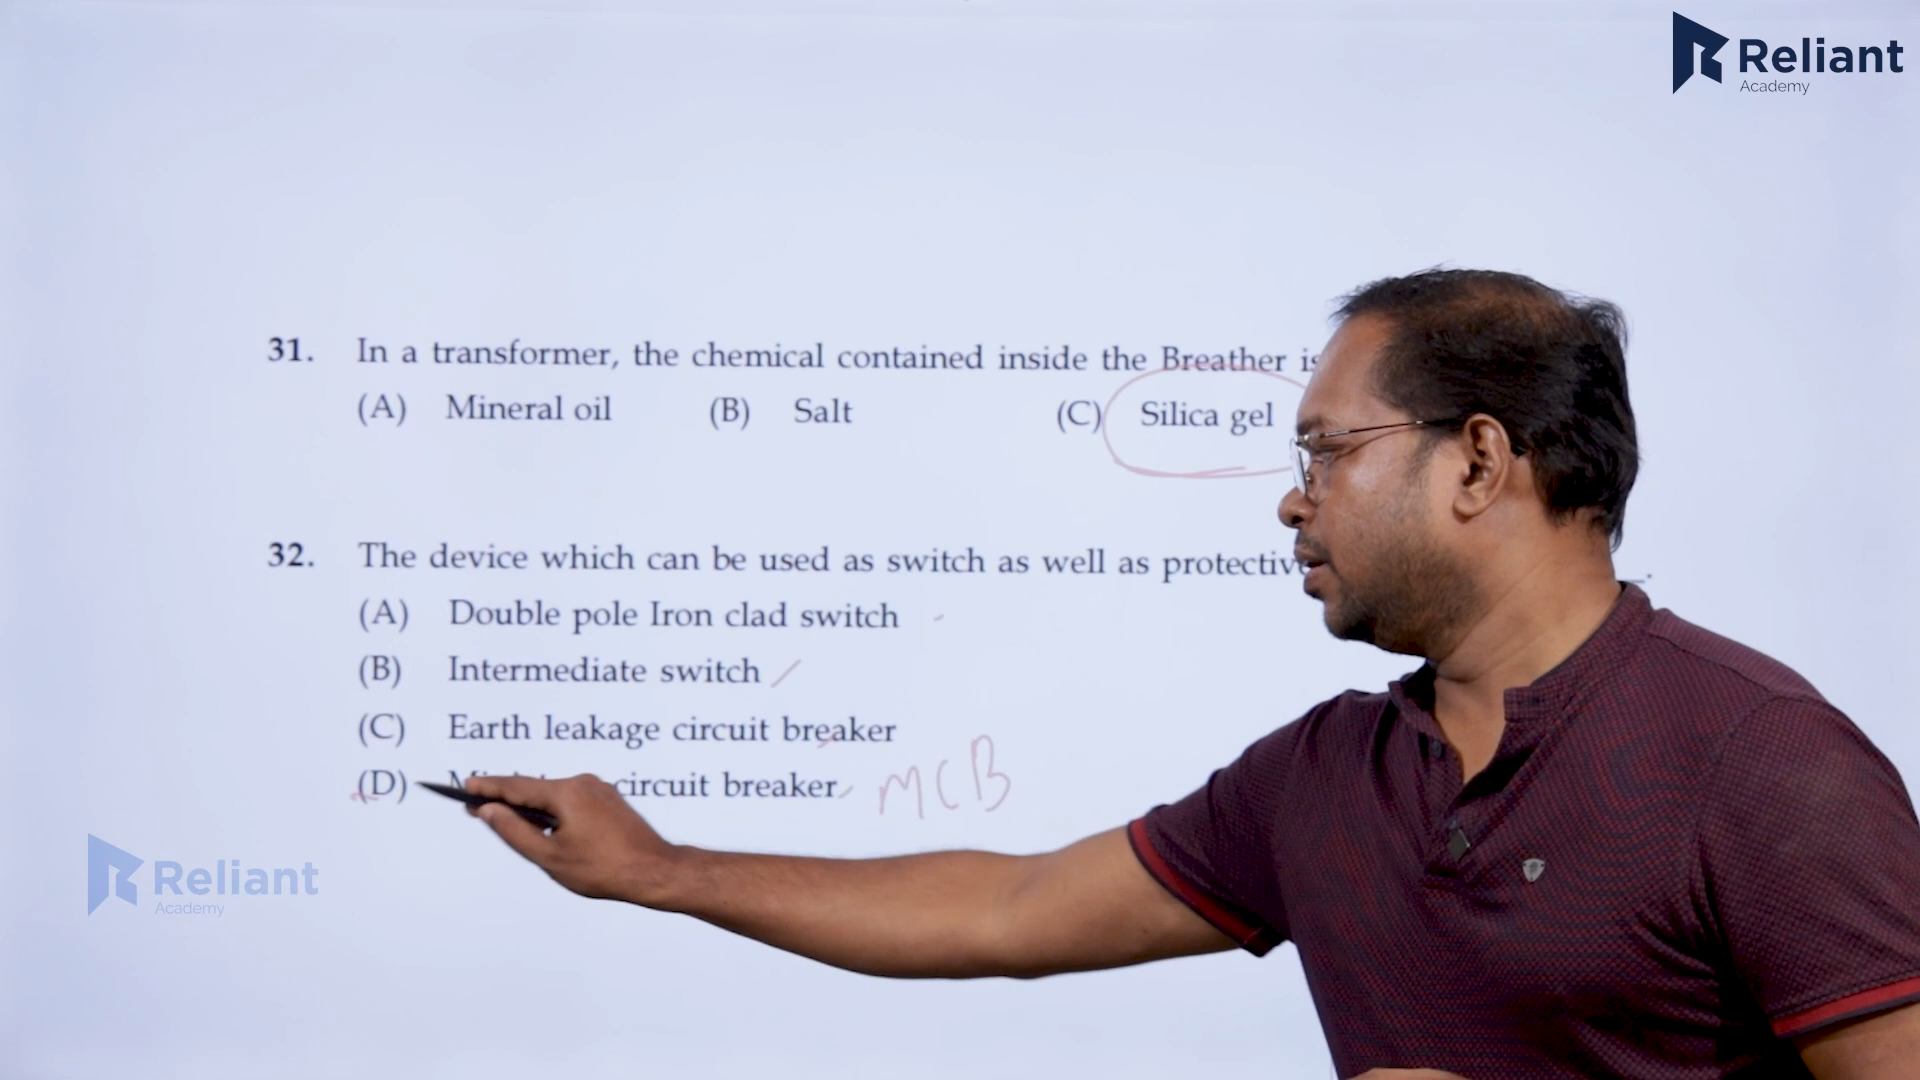 Reliant
Academy
31. In a transformer, the chemical contained inside the Breather is
(A) Mineral oil (B) Salt (C) Silica gel
32. The device which can be used as switch as well as protectiv
(A) Double pole Iron clad switch
(B) Intermediate switch
(C) Earth leakage circuit breaker
(D) circuit breaker MCB
Reliant
Academy